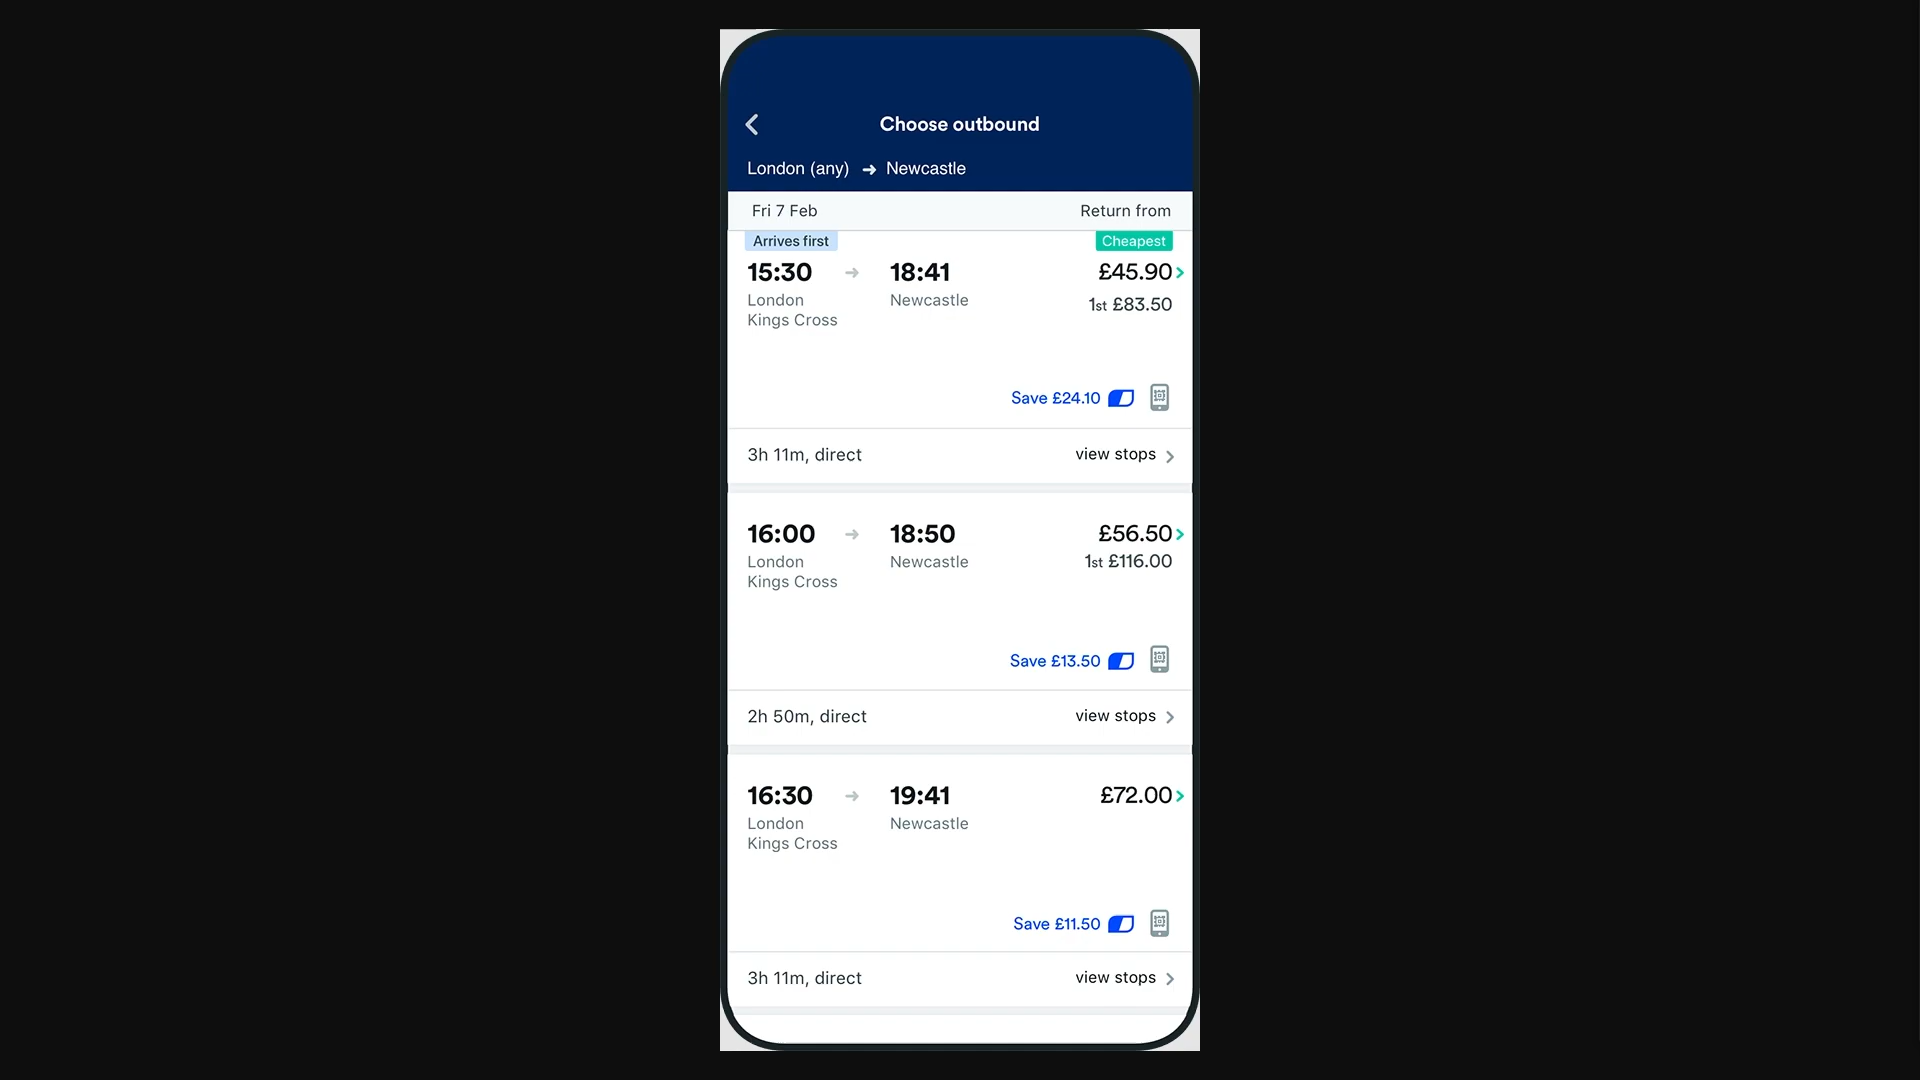 Choose outbound
London (any) → Newcastle
Fri 7 Feb Return from
Arrives first Cheapest
15:30 → 18:41 £45.90
London Newcastle 1st £83.50
Kings Cross
Save £24.10
3h 11m, direct view stops
16:00 → 18:50 £56.50
London Newcastle 1st £116.00
Kings Cross
Save £13.50
2h 50m, direct view stops
16:30 → 19:41 £72.00
London Newcastle
Kings Cross
Save £11.50
3h 11m, direct view stops